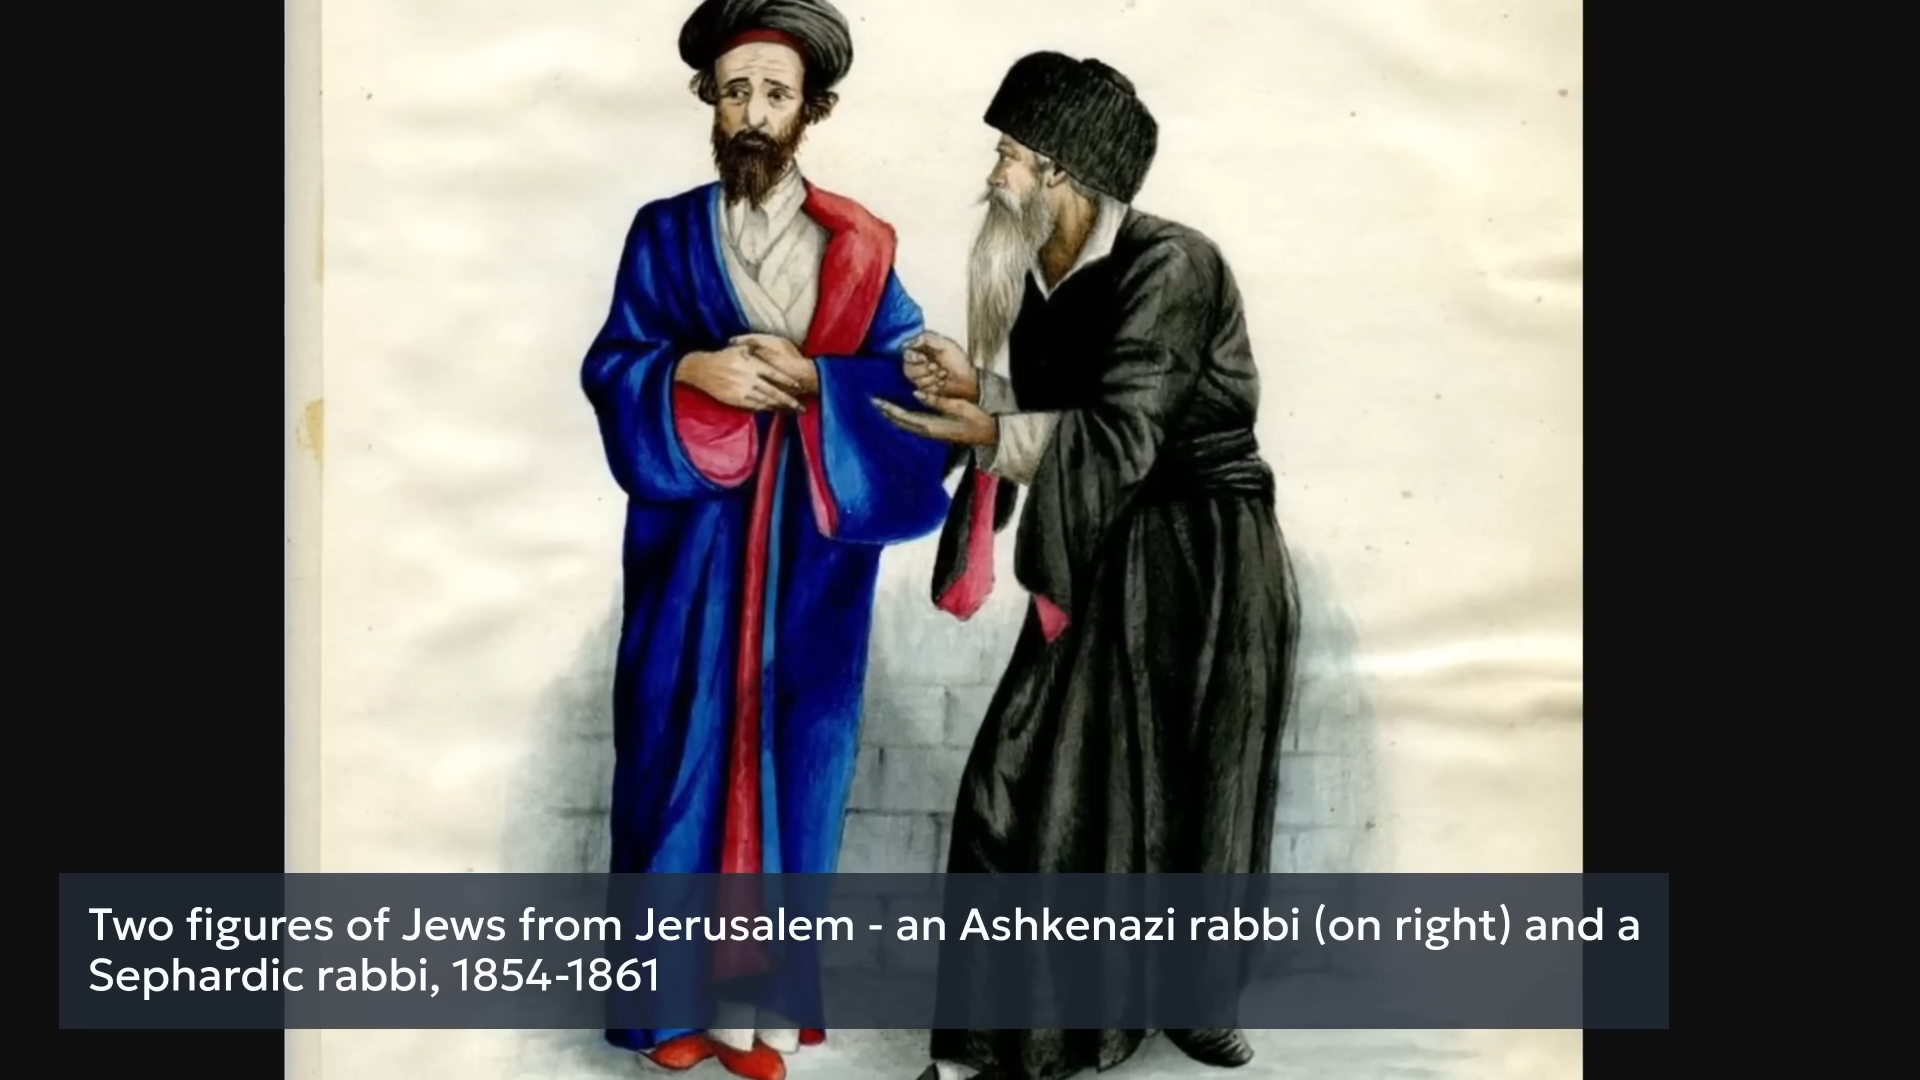 Two figures of Jews from Jerusalem - an Ashkenazi rabbi (on right) and a
Sephardic rabbi, 1854-1861